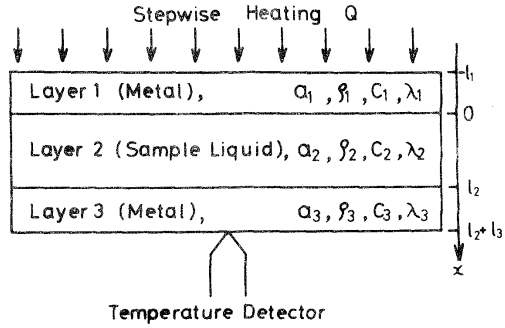 Stepwise Heating Q
-l₁
Layer 1 (Metal), a₁, ρ₁, C₁, λ₁
0
Layer 2 (Sample Liquid), a₂, ρ₂, C₂, λ₂
l₂
Layer 3 (Metal), a₃, ρ₃, C₃, λ₃
l₂+l₃
x
Temperature Detector